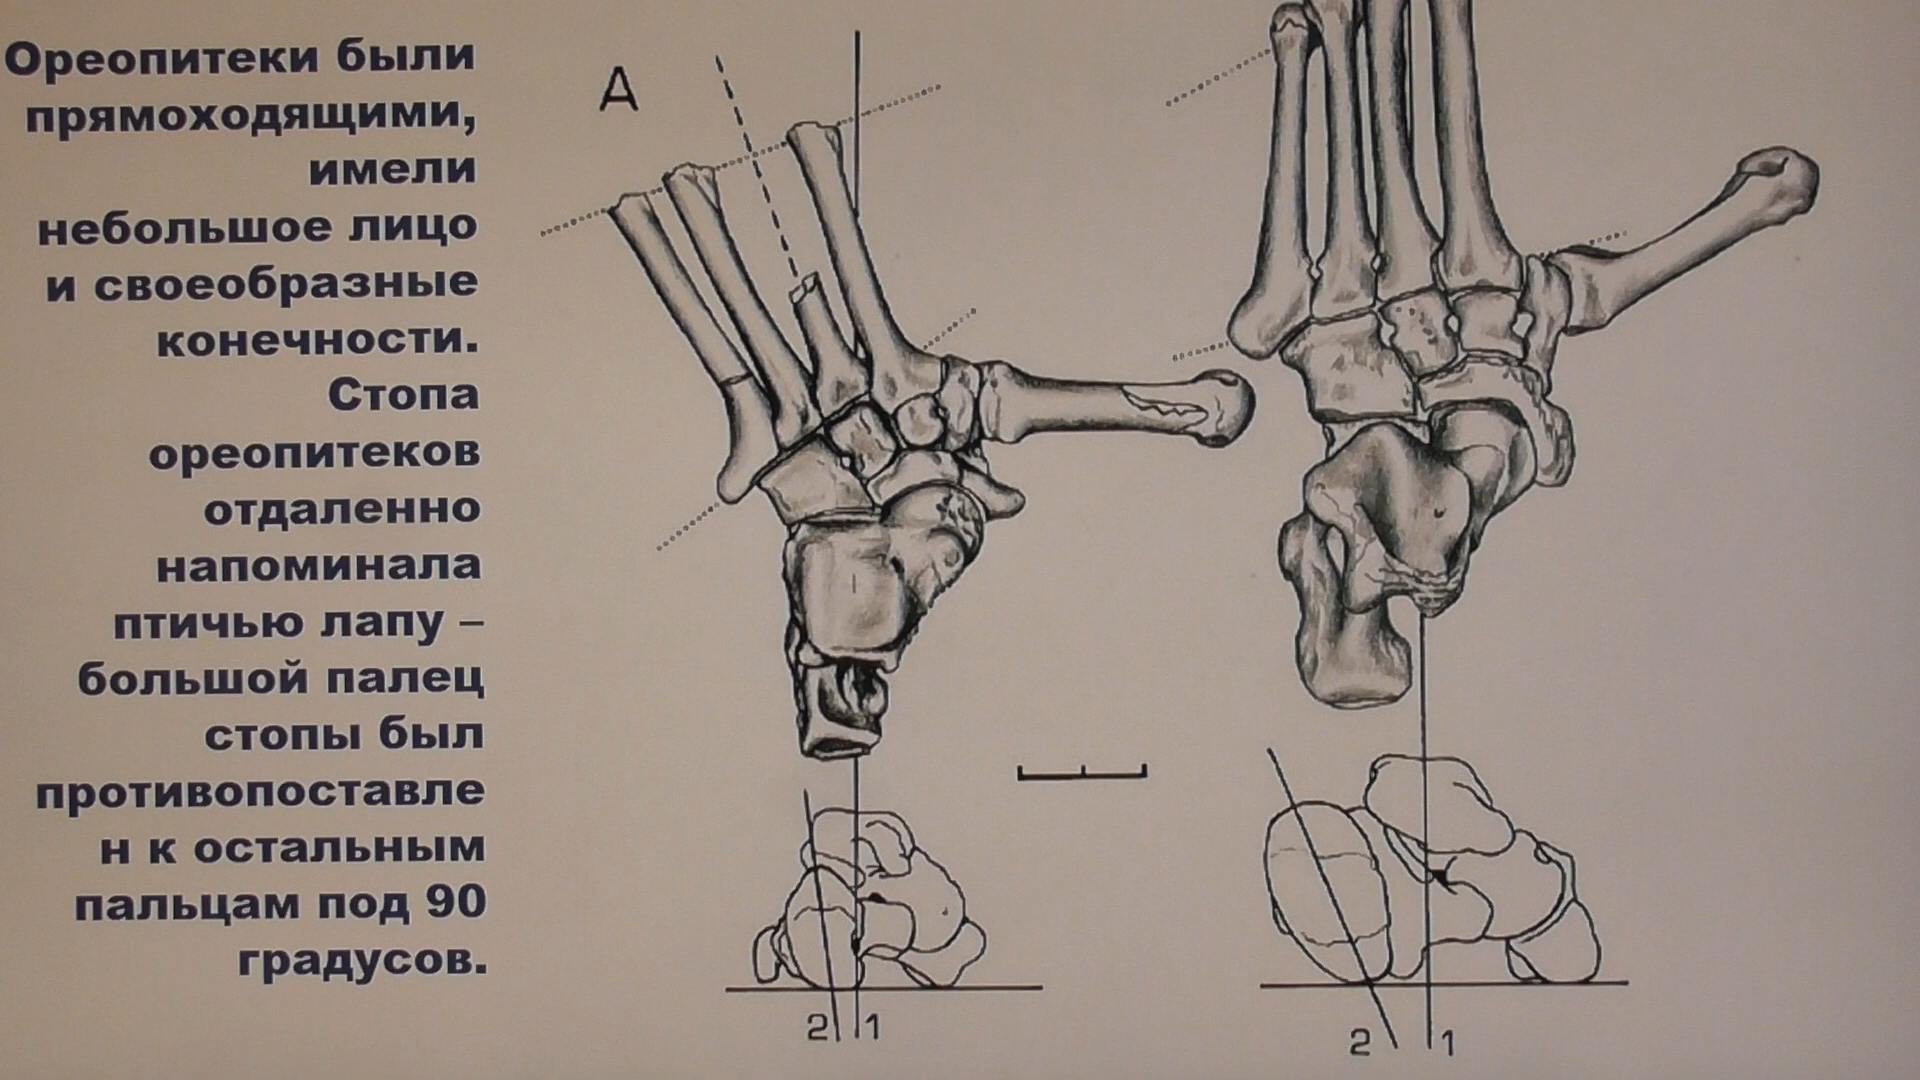 Ореопитеки были
прямоходящими,
имели
небольшое лицо
и своеобразные
конечности.
Стопа
ореопитеков
отдаленно
напоминала
птичью лапу –
большой палец
стопы был
противопоставле
н к остальным
пальцам под 90
градусов.
A
2 1
2 1